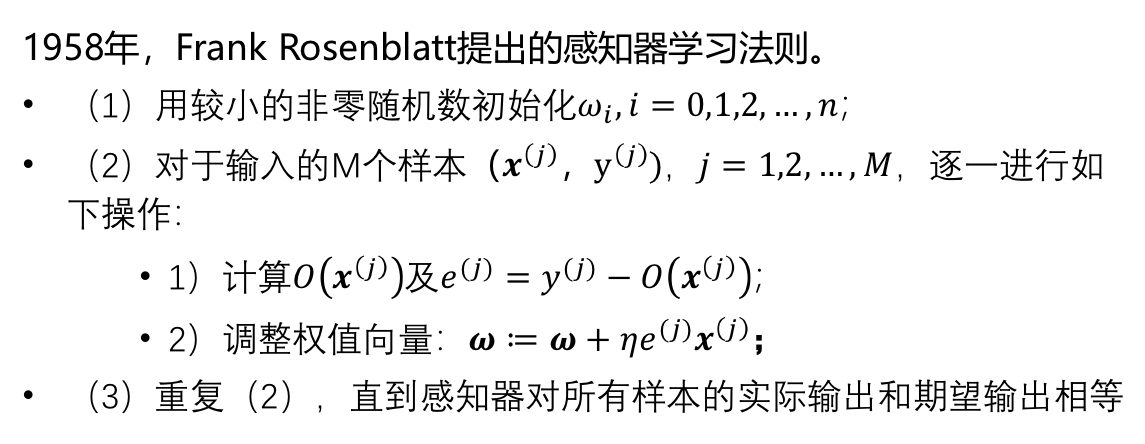 1958年，Frank Rosenblatt提出的感知器学习法则。
• （1）用较小的非零随机数初始化ωᵢ, i = 0,1,2, … , n;
• （2）对于输入的M个样本（𝒙⁽ʲ⁾，y⁽ʲ⁾），j = 1,2, … , M，逐一进行如
下操作：
• 1）计算O(𝒙⁽ʲ⁾)及e⁽ʲ⁾ = y⁽ʲ⁾ − O(𝒙⁽ʲ⁾);
• 2）调整权值向量：𝝎 ≔ 𝝎 + ηe⁽ʲ⁾𝒙⁽ʲ⁾；
• （3）重复（2），直到感知器对所有样本的实际输出和期望输出相等